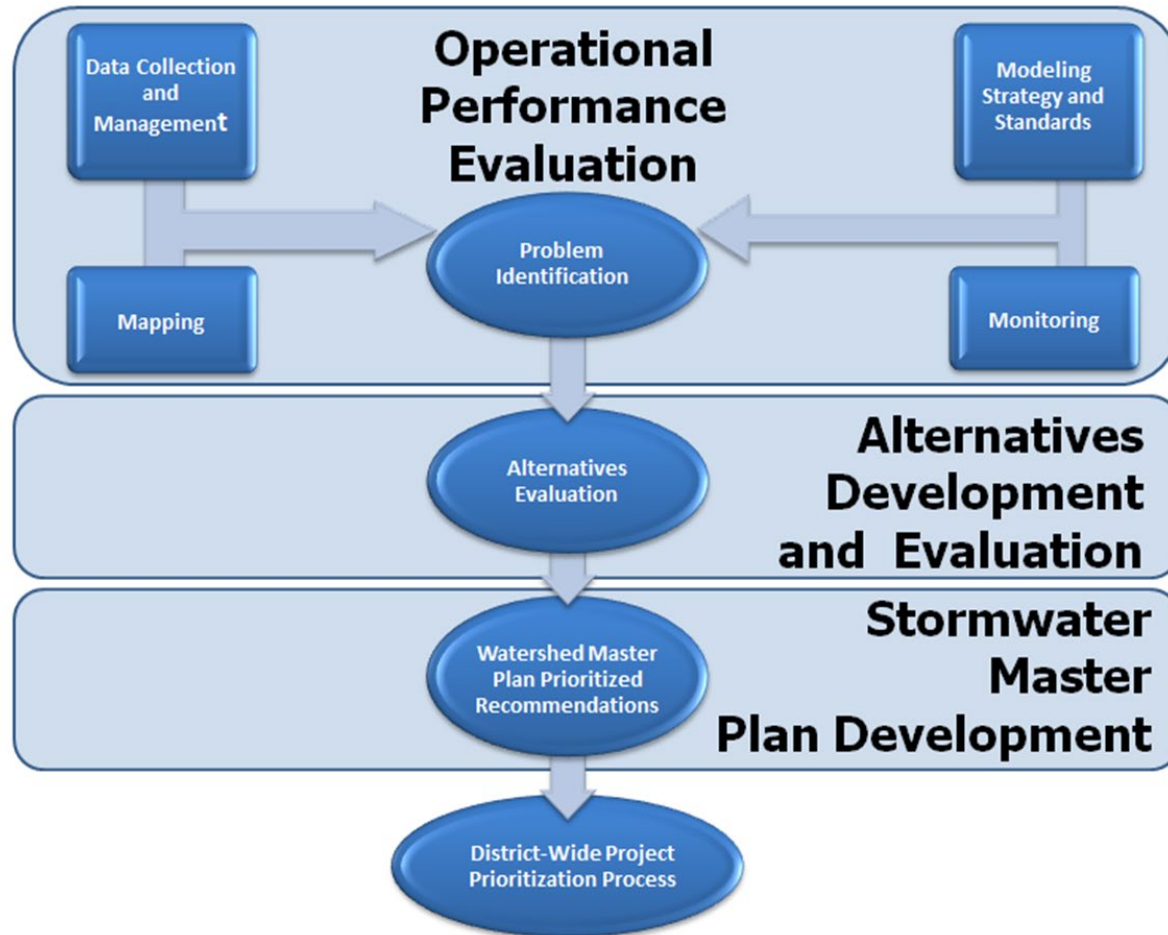 Operational
Performance
Evaluation
Data Collection
and
Management
Modeling
Strategy and
Standards
Problem
Identification
Mapping
Monitoring
Alternatives
Evaluation
Alternatives
Development
and Evaluation
Watershed Master
Plan Prioritized
Recommendations
Stormwater
Master
Plan Development
District-Wide Project
Prioritization Process